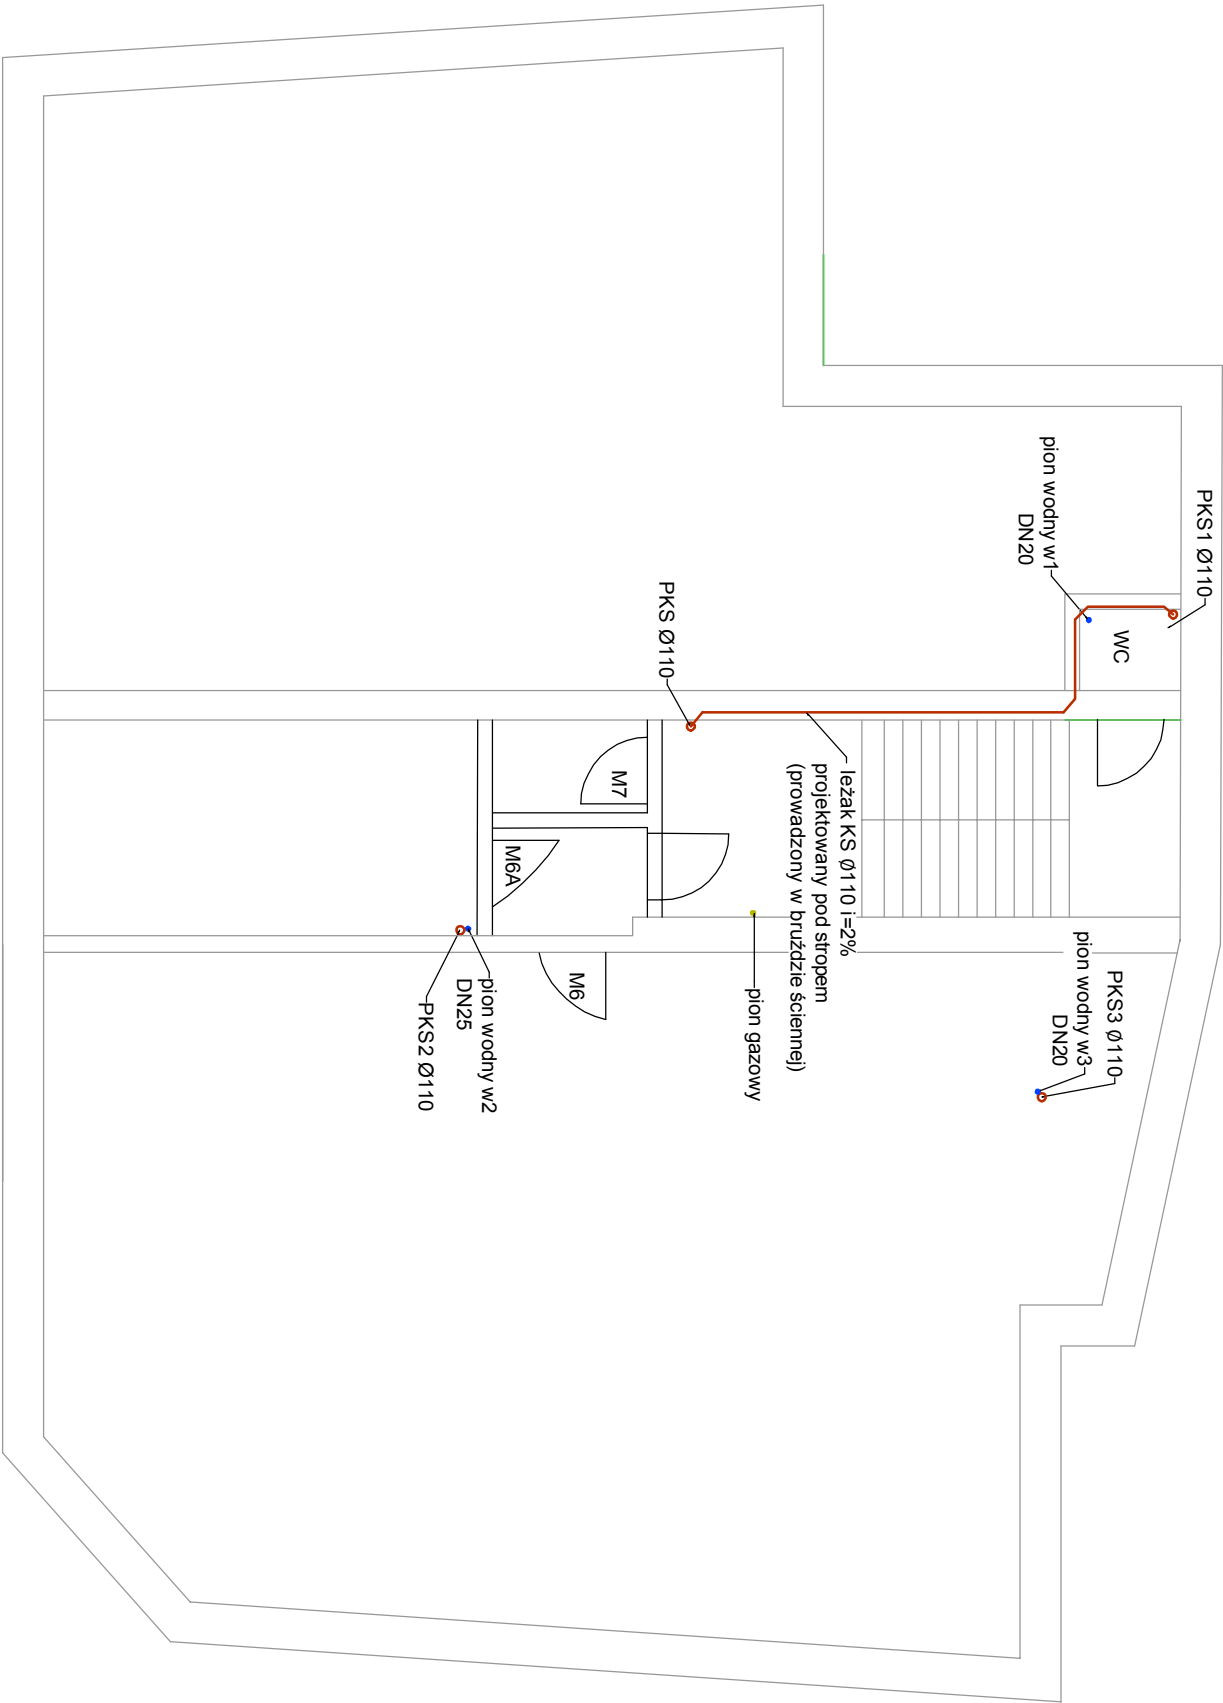 PKS1 Ø110
pion wodny w1
DN20
WC
PKS Ø110
leżak KS Ø110 i=2%
projektowany pod stropem
(prowadzony w bruździe ściennej)
M7
M6A
M6
PKS3 Ø110
pion wodny w3
DN20
pion gazowy
pion wodny w2
DN25
PKS2 Ø110